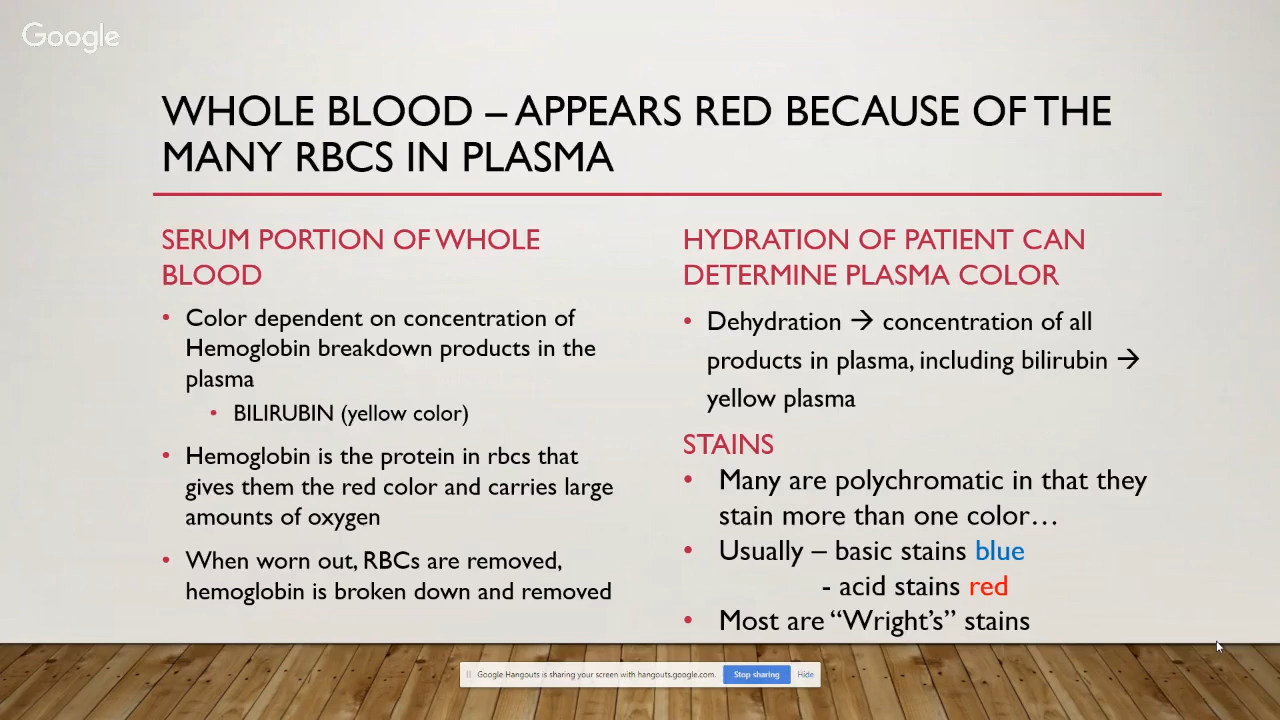 Google
WHOLE BLOOD – APPEARS RED BECAUSE OF THE
MANY RBCS IN PLASMA
SERUM PORTION OF WHOLE
BLOOD
• Color dependent on concentration of
Hemoglobin breakdown products in the
plasma
• BILIRUBIN (yellow color)
• Hemoglobin is the protein in rbcs that
gives them the red color and carries large
amounts of oxygen
• When worn out, RBCs are removed,
hemoglobin is broken down and removed
HYDRATION OF PATIENT CAN
DETERMINE PLASMA COLOR
• Dehydration → concentration of all
products in plasma, including bilirubin →
yellow plasma
STAINS
• Many are polychromatic in that they
stain more than one color…
• Usually – basic stains blue
- acid stains red
• Most are “Wright’s” stains
Google Hangouts is sharing your screen with hangouts.google.com. Stop sharing Hide